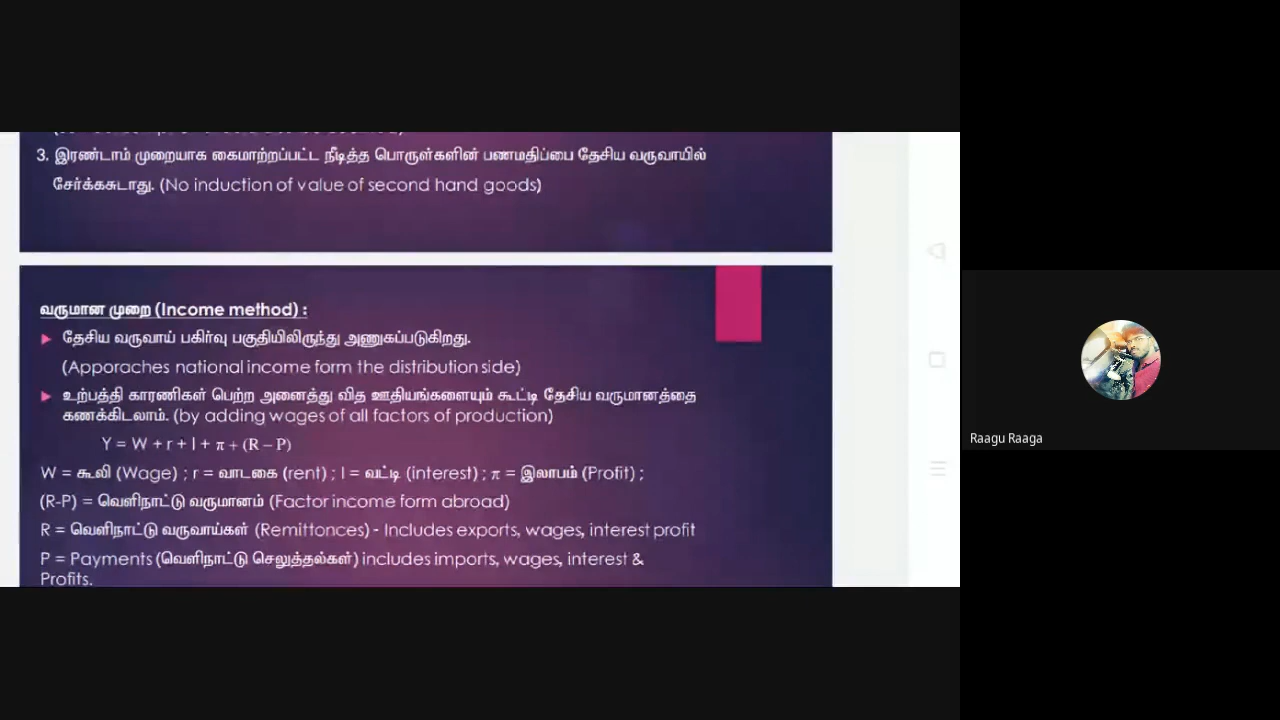 3. இரண்டாம் முறையாக கைமாற்றப்பட்ட நீடித்த பொருள்களின் பணமதிப்பை தேசிய வருவாயில்
சேர்க்கசுடாது. (No induction of value of second hand goods)
வருமான முறை (Income method) :
தேசிய வருவாய் பகிர்வு பகுதியிலிருந்து அணுகப்படுகிறது.
(Apporaches national income form the distribution side)
உற்பத்தி காரணிகள் பெற்ற அனைத்து வித ஊதியங்களையும் கூட்டி தேசிய வருமானத்தை
கணக்கிடலாம். (by adding wages of all factors of production)
Y = W + r + I + π + (R – P)
W = கூலி (Wage) ; r = வாடகை (rent) ; I = வட்டி (interest) ; π = இலாபம் (Profit) ;
(R-P) = வெளிநாட்டு வருமானம் (Factor income form abroad)
R = வெளிநாட்டு வருவாய்கள் (Remittonces) - Includes exports, wages, interest profit
P = Payments (வெளிநாட்டு செலுத்தல்கள்) includes imports, wages, interest &
Profits.
Raagu Raaga